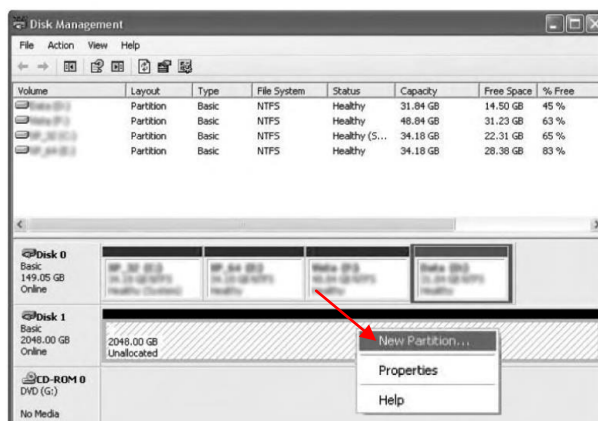 Disk Management
File Action View Help
Volume Layout Type File System Status Capacity Free Space % Free
Partition Basic NTFS Healthy 31.84 GB 14.50 GB 45 %
Partition Basic NTFS Healthy 48.84 GB 31.23 GB 63 %
Partition Basic NTFS Healthy (S... 34.18 GB 22.31 GB 65 %
Partition Basic NTFS Healthy 34.18 GB 28.38 GB 83 %
Disk 0
Basic
149.05 GB
Online
Disk 1
Basic
2048.00 GB
Online
2048.00 GB
Unallocated
New Partition...
Properties
Help
CD-ROM 0
DVD (G:)
No Media